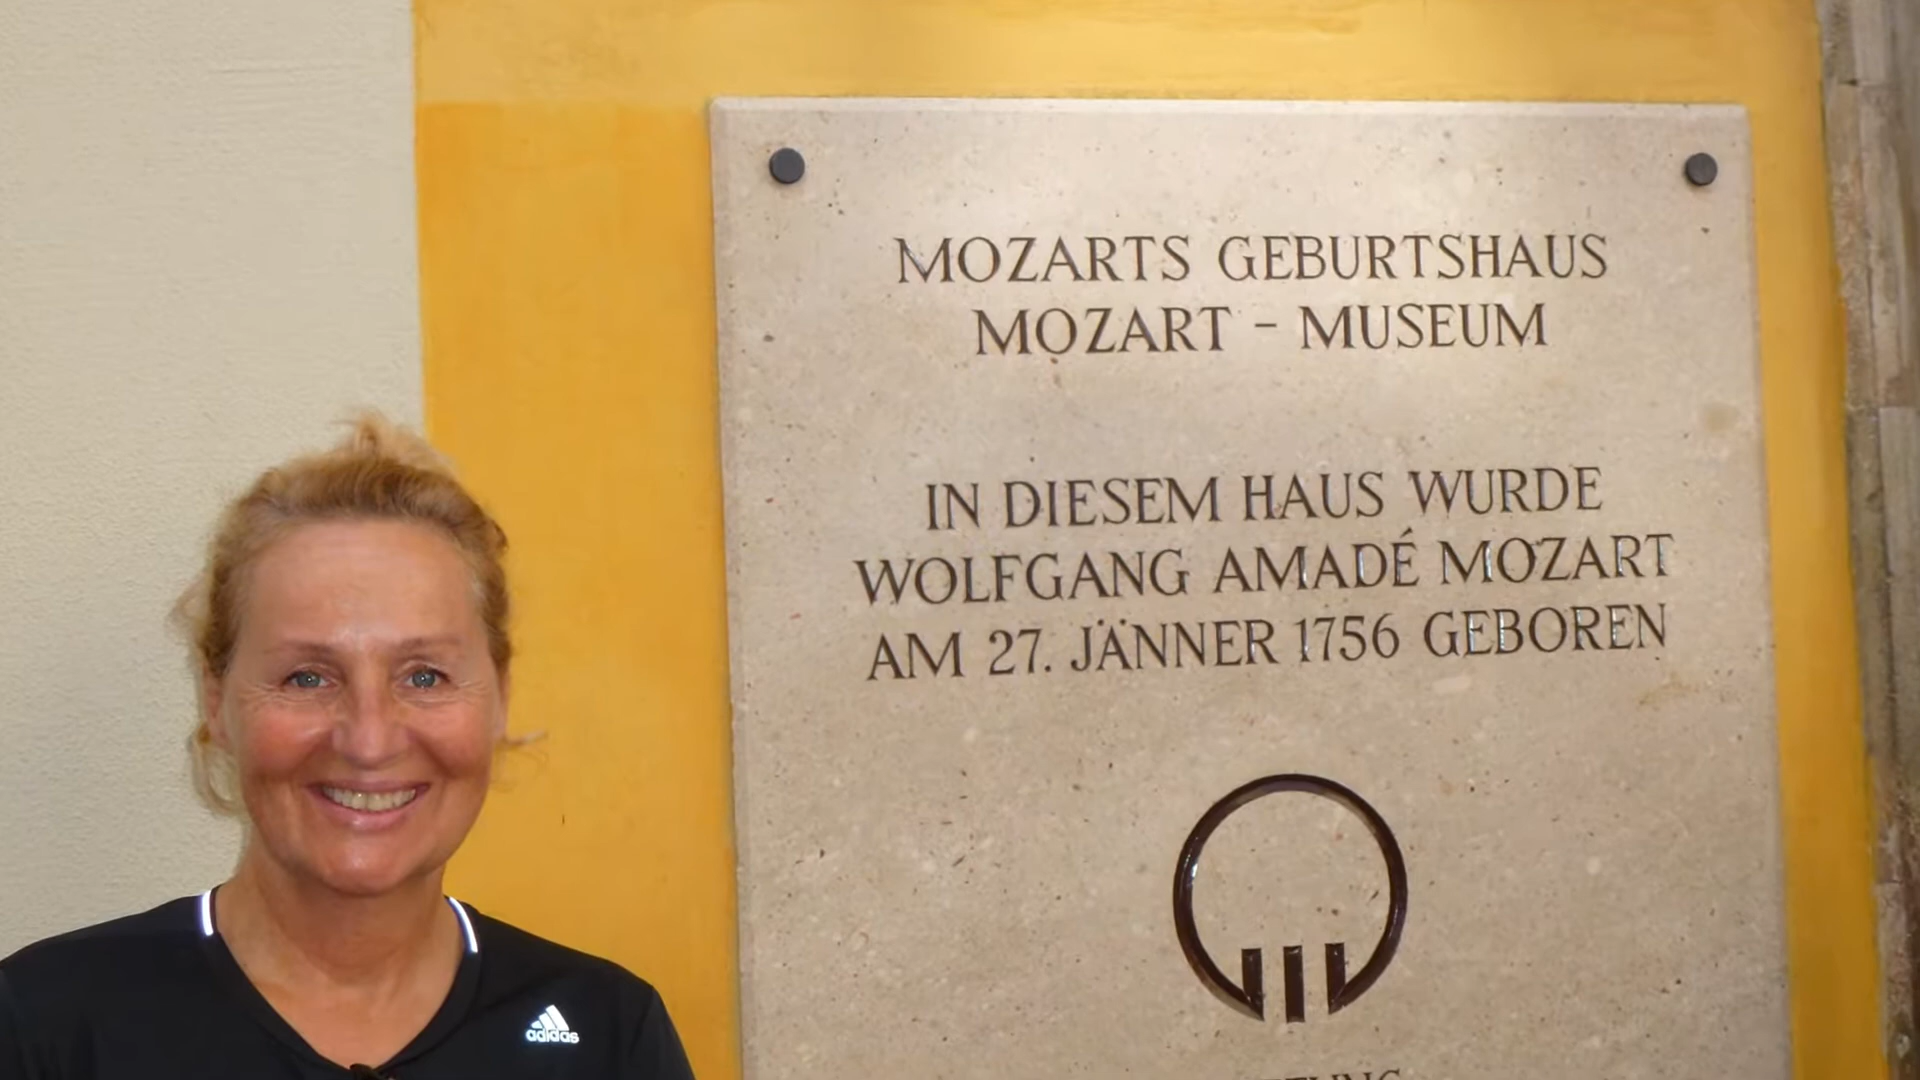 MOZARTS GEBURTSHAUS
MOZART – MUSEUM
IN DIESEM HAUS WURDE
WOLFGANG AMADÉ MOZART
AM 27. JÄNNER 1756 GEBOREN
adidas